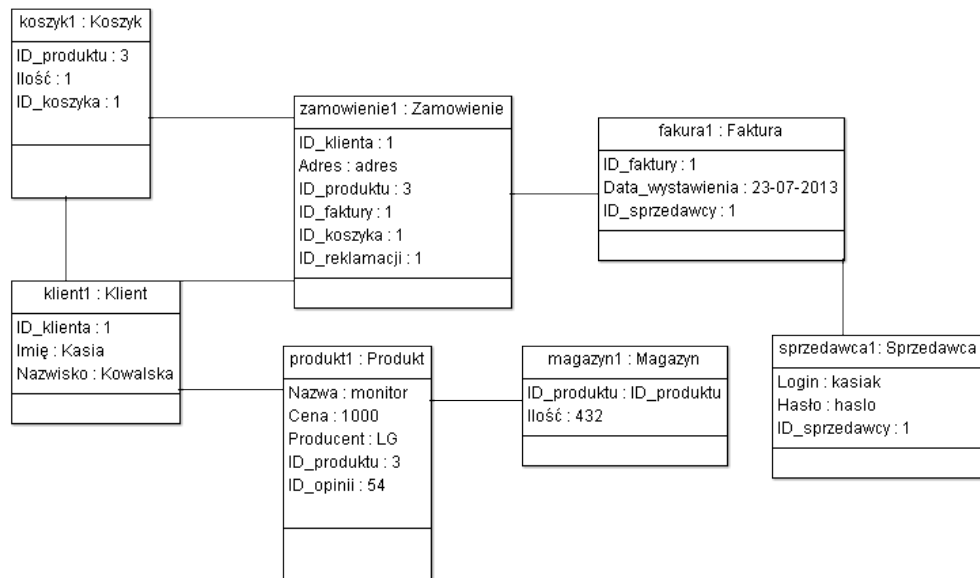 koszyk1 : Koszyk
ID_produktu : 3
Ilość : 1
ID_koszyka : 1
zamowienie1 : Zamowienie
ID_klienta : 1
Adres : adres
ID_produktu : 3
ID_faktury : 1
ID_koszyka : 1
ID_reklamacji : 1
fakura1 : Faktura
ID_faktury : 1
Data_wystawienia : 23-07-2013
ID_sprzedawcy : 1
klient1 : Klient
ID_klienta : 1
Imię : Kasia
Nazwisko : Kowalska
produkt1 : Produkt
Nazwa : monitor
Cena : 1000
Producent : LG
ID_produktu : 3
ID_opinii : 54
magazyn1 : Magazyn
ID_produktu : ID_produktu
Ilość : 432
sprzedawca1: Sprzedawca
Login : kasiak
Hasło : haslo
ID_sprzedawcy : 1